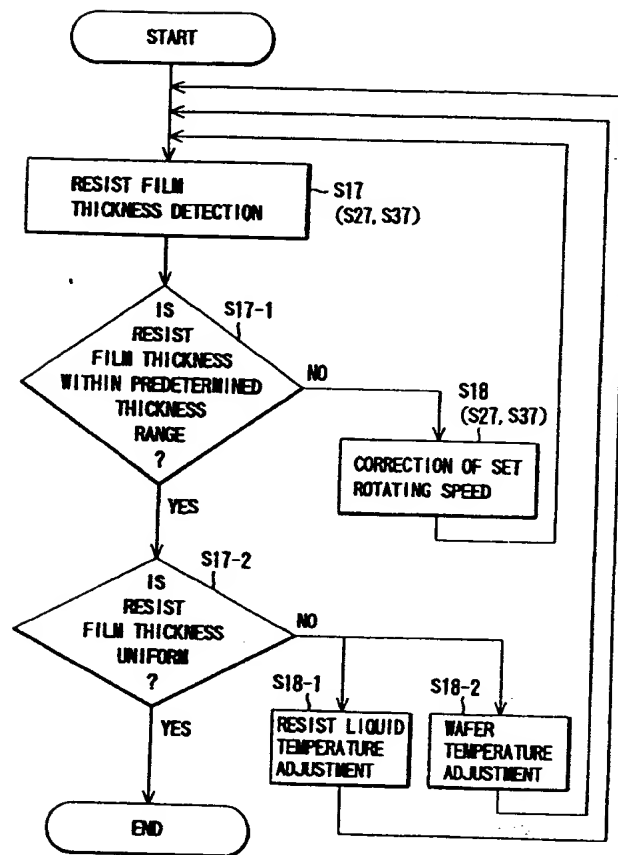 START
RESIST FILM
THICKNESS DETECTION
S17
(S27, S37)
S17-1
IS
RESIST
FILM THICKNESS
WITHIN PREDETERMINED
THICKNESS
RANGE
?
NO
YES
S18
(S27, S37)
CORRECTION OF SET
ROTATING SPEED
S17-2
IS
RESIST
FILM THICKNESS
UNIFORM
?
NO
YES
S18-1
RESIST LIQUID
TEMPERATURE
ADJUSTMENT
S18-2
WAFER
TEMPERATURE
ADJUSTMENT
END